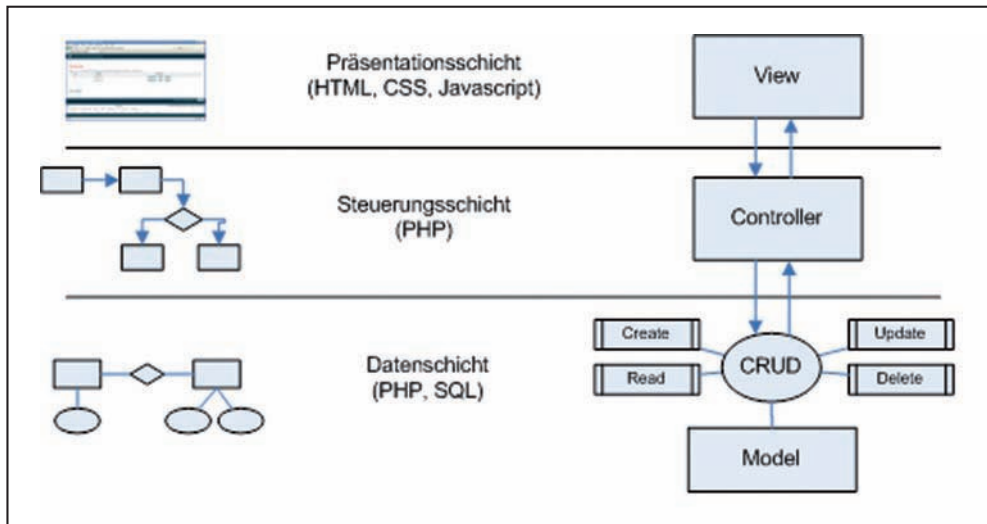 Präsentationsschicht
(HTML, CSS, Javascript)
View
Steuerungsschicht
(PHP)
Controller
Datenschicht
(PHP, SQL)
Create
Read
CRUD
Update
Delete
Model